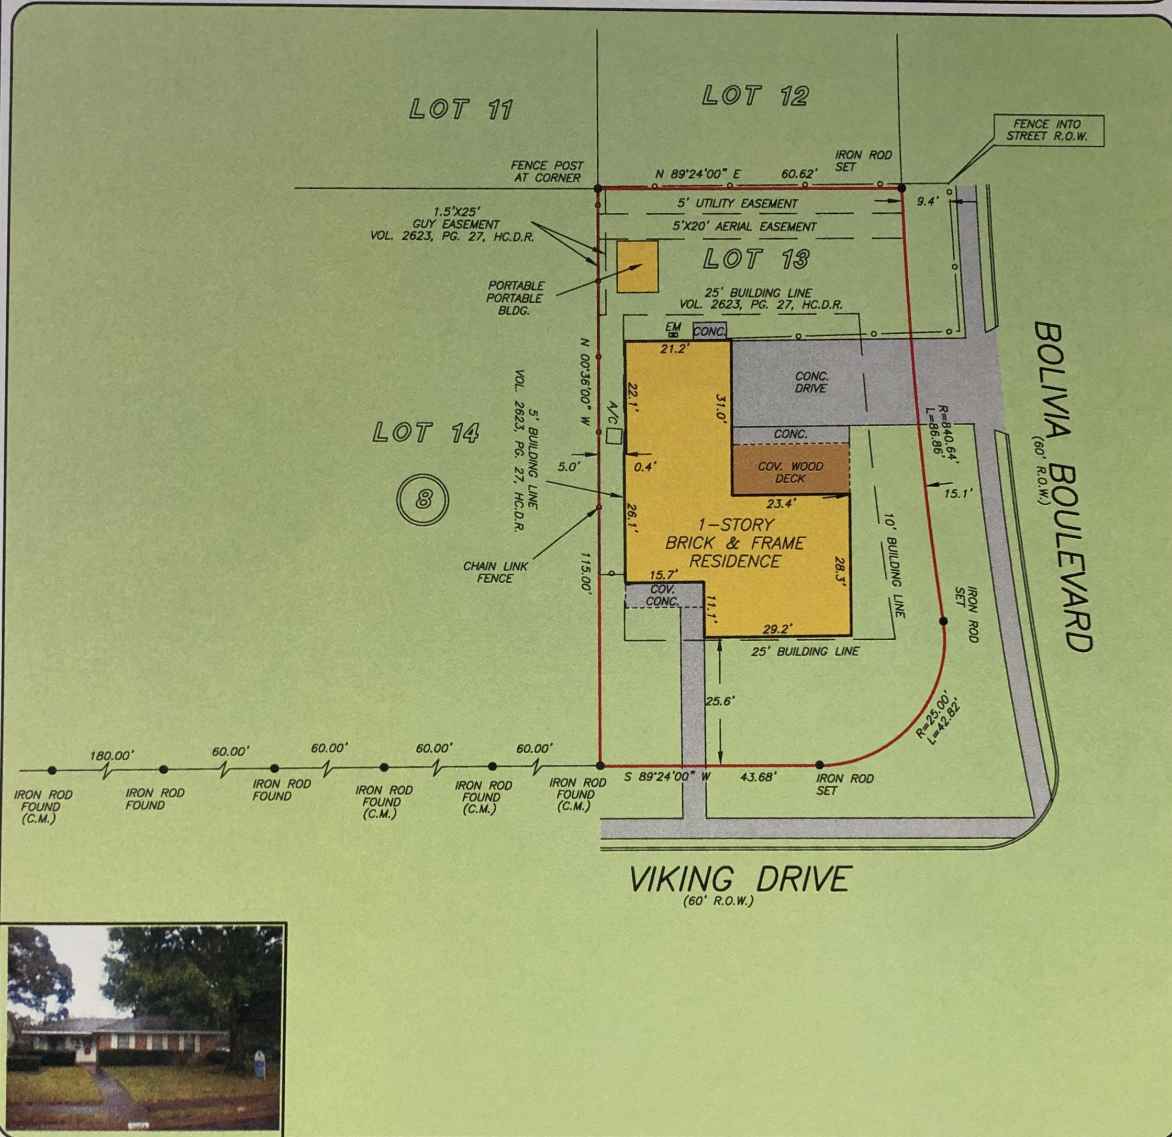 LOT 11
LOT 12
FENCE INTO
STREET R.O.W.
FENCE POST
AT CORNER
N 89°24'00" E
60.62'
IRON ROD
SET
5' UTILITY EASEMENT
9.4'
5'X20' AERIAL EASEMENT
1.5'X25'
GUY EASEMENT
VOL. 2623, PG. 27, HC.D.R.
LOT 13
PORTABLE
PORTABLE
BLDG.
25' BUILDING LINE
VOL. 2623, PG. 27, HC.D.R.
EM
CONC.
21.2'
N 00°36'00" W
115.00'
22.1'
31.0'
CONC.
DRIVE
BOLIVIA BOULEVARD
(60' R.O.W.)
5' BUILDING LINE
VOL. 2623, PG. 27, HC.D.R.
A/C
LOT 14
8
5.0'
0.4'
CONC.
COV. WOOD
DECK
R=840.64'
L=86.86'
15.1'
23.4'
26.1'
1-STORY
BRICK & FRAME
RESIDENCE
10' BUILDING LINE
CHAIN LINK
FENCE
28.3'
15.7'
COV.
CONC.
11.1'
29.2'
25' BUILDING LINE
IRON ROD
SET
25.6'
R=25.00'
L=42.82'
180.00'
60.00'
60.00'
60.00'
60.00'
S 89°24'00" W
43.68'
IRON ROD
SET
IRON ROD
FOUND
(C.M.)
IRON ROD
FOUND
IRON ROD
FOUND
IRON ROD
FOUND
(C.M.)
IRON ROD
FOUND
(C.M.)
IRON ROD
FOUND
(C.M.)
VIKING DRIVE
(60' R.O.W.)